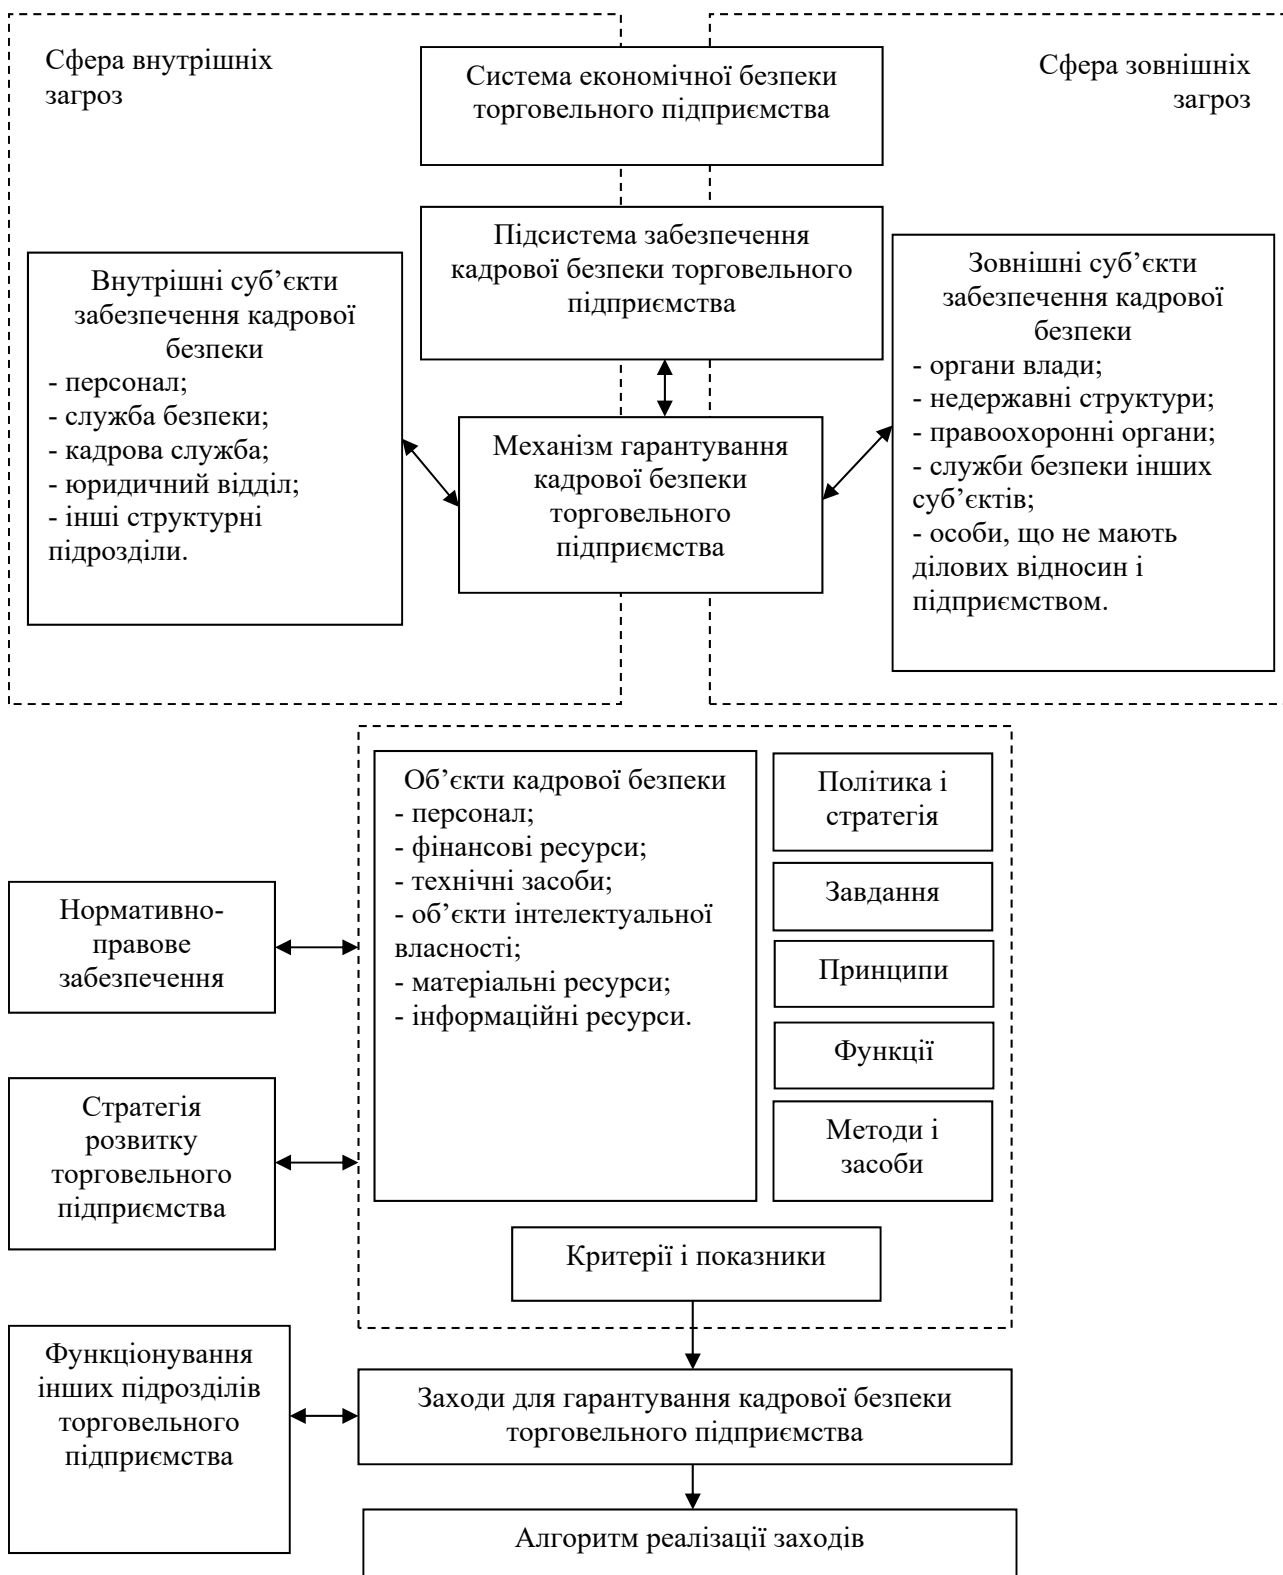 Сфера внутрішніх
загроз
Система економічної безпеки
торговельного підприємства
Сфера зовнішніх
загроз
Підсистема забезпечення
кадрової безпеки торговельного
підприємства
Внутрішні суб’єкти
забезпечення кадрової
безпеки
- персонал;
- служба безпеки;
- кадрова служба;
- юридичний відділ;
- інші структурні
підрозділи.
Механізм гарантування
кадрової безпеки
торговельного
підприємства
Зовнішні суб’єкти
забезпечення кадрової
безпеки
- органи влади;
- недержавні структури;
- правоохоронні органи;
- служби безпеки інших
суб’єктів;
- особи, що не мають
ділових відносин і
підприємством.
Об’єкти кадрової безпеки
- персонал;
- фінансові ресурси;
- технічні засоби;
- об’єкти інтелектуальної
власності;
- матеріальні ресурси;
- інформаційні ресурси.
Політика і
стратегія
Завдання
Принципи
Функції
Методи і
засоби
Нормативно-
правове
забезпечення
Стратегія
розвитку
торговельного
підприємства
Критерії і показники
Функціонування
інших підрозділів
торговельного
підприємства
Заходи для гарантування кадрової безпеки
торговельного підприємства
Алгоритм реалізації заходів